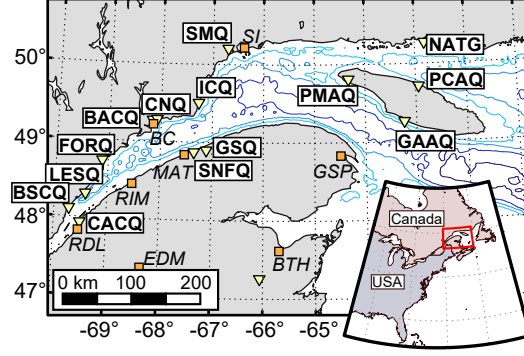 SMQ SI
50° NATG
ICQ PMAQ PCAQ
CNQ
BACQ
BC
GAAQ
49°
FORQ GSQ
MAT
LESQ SNFQ GSP
BSCQ RIM
48° CACQ Canada
RDL
EDM BTH
0 km 100 200 USA
47°
-69° -68° -67° -66° -65°